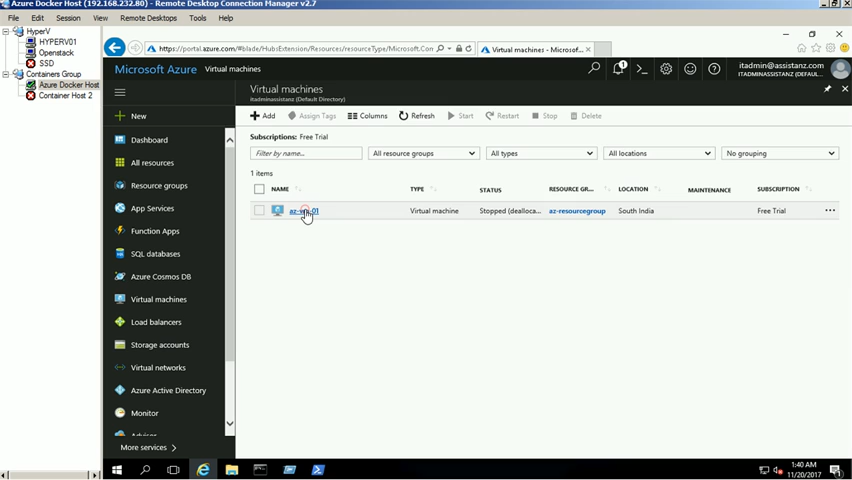 Azure Docker Host (192.168.232.80) - Remote Desktop Connection Manager v2.7
File Edit Session View Remote Desktops Tools Help
HyperV
HYPERV01
Openstack
SSD
Containers Group
Azure Docker Host
Container Host 2
https://portal.azure.com/#blade/HubsExtension/Resources/resourceType/Microsoft.Con
Virtual machines - Microsof...
Microsoft Azure Virtual machines
1
itadmin@assistanz.com
ITADMINASSISTANZ (DEFAULT DIRECTORY)...
Virtual machines
itadminassistanz (Default Directory)
New
Dashboard
All resources
Resource groups
App Services
Function Apps
SQL databases
Azure Cosmos DB
Virtual machines
Load balancers
Storage accounts
Virtual networks
Azure Active Directory
Monitor
More services
Add Assign Tags Columns Refresh Start Restart Stop Delete
Subscriptions: Free Trial
Filter by name... All resource groups All types All locations No grouping
1 items
NAME TYPE STATUS RESOURCE GR... LOCATION MAINTENANCE SUBSCRIPTION
Virtual machine Stopped (dealloca... az-resourcegroup South India Free Trial ...
1:40 AM
11/20/2017